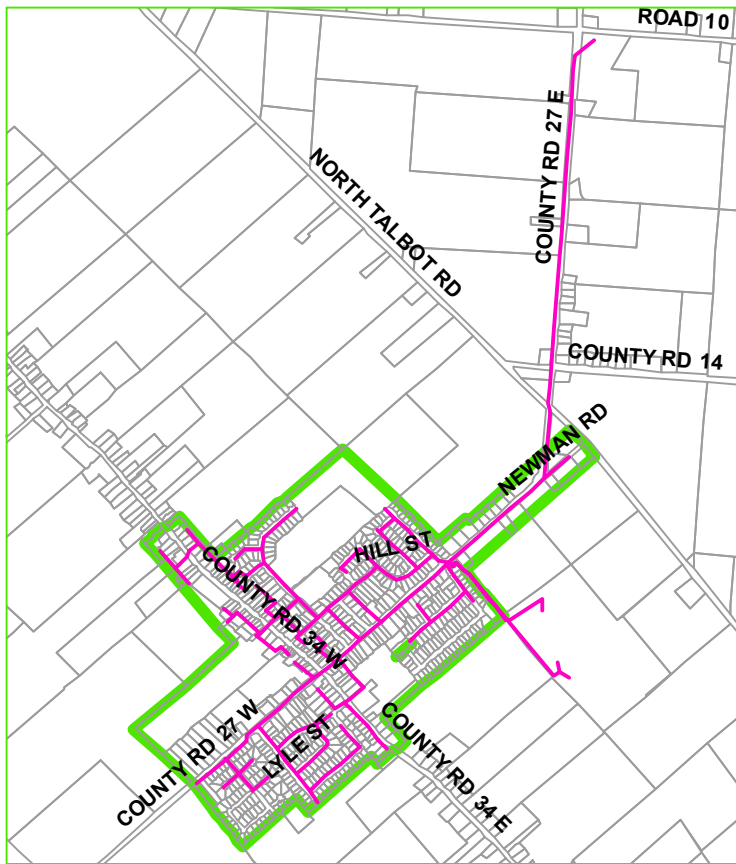 ROAD 10
COUNTY RD 27 E
NORTH TALBOT RD
COUNTY RD 14
NEWMAN RD
HILL ST
COUNTY RD 34 W
COUNTY RD 27 W
LYLE ST
COUNTY RD 34 E